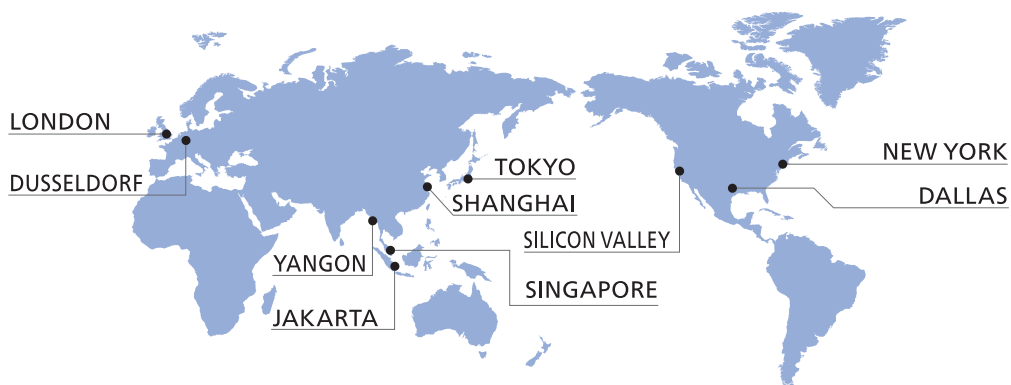 LONDON
NEW YORK
TOKYO
DUSSELDORF
DALLAS
SHANGHAI
SILICON VALLEY
YANGON
SINGAPORE
JAKARTA